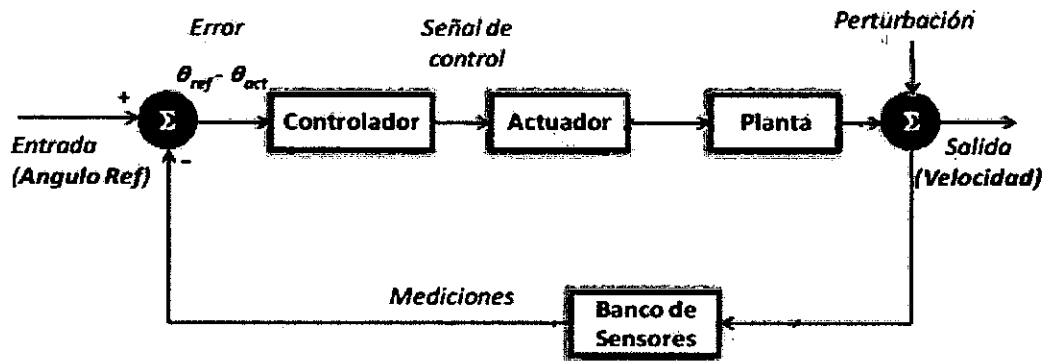 Perturbación
Error
Señal de
control
θref - θact
+
Σ
Controlador
Actuador
Planta
Σ
Entrada
(Angulo Ref)
-
Salida
(Velocidad)
Mediciones
Banco de
Sensores